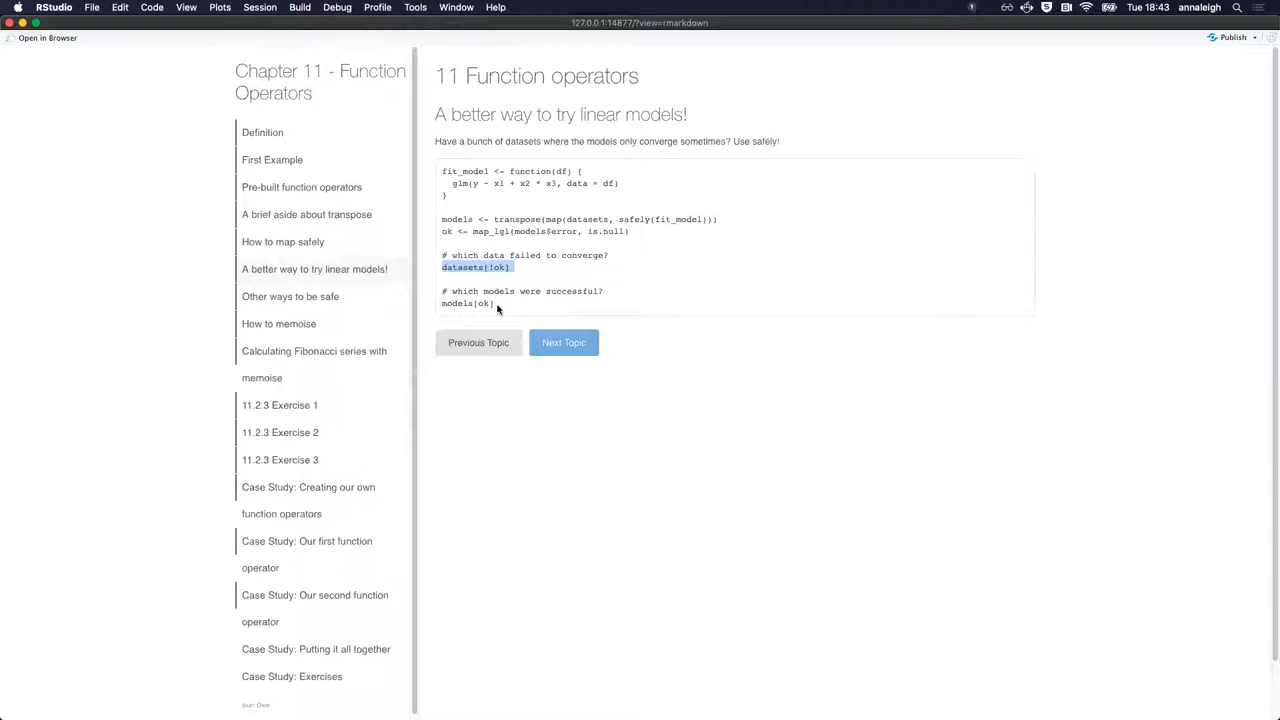 RStudio File Edit Code View Plots Session Build Debug Profile Tools Window Help Tue 18:43 annaleigh
127.0.0.1:14877/?view=rmarkdown
Open in Browser
Publish
Chapter 11 - Function
Operators
Definition
First Example
Pre-built function operators
A brief aside about transpose
How to map safely
A better way to try linear models!
Other ways to be safe
How to memoise
Calculating Fibonacci series with
memoise
11.2.3 Exercise 1
11.2.3 Exercise 2
11.2.3 Exercise 3
Case Study: Creating our own
function operators
Case Study: Our first function
operator
Case Study: Our second function
operator
Case Study: Putting it all together
Case Study: Exercises
Start Over
11 Function operators
A better way to try linear models!
Have a bunch of datasets where the models only converge sometimes? Use safely!
fit_model <- function(df) {
glm(y ~ x1 + x2 * x3, data = df)
}
models <- transpose(map(datasets, safely(fit_model)))
ok <- map_lgl(models$error, is.null)
# which data failed to converge?
datasets[!ok]
# which models were successful?
models[ok]
Previous Topic
Next Topic